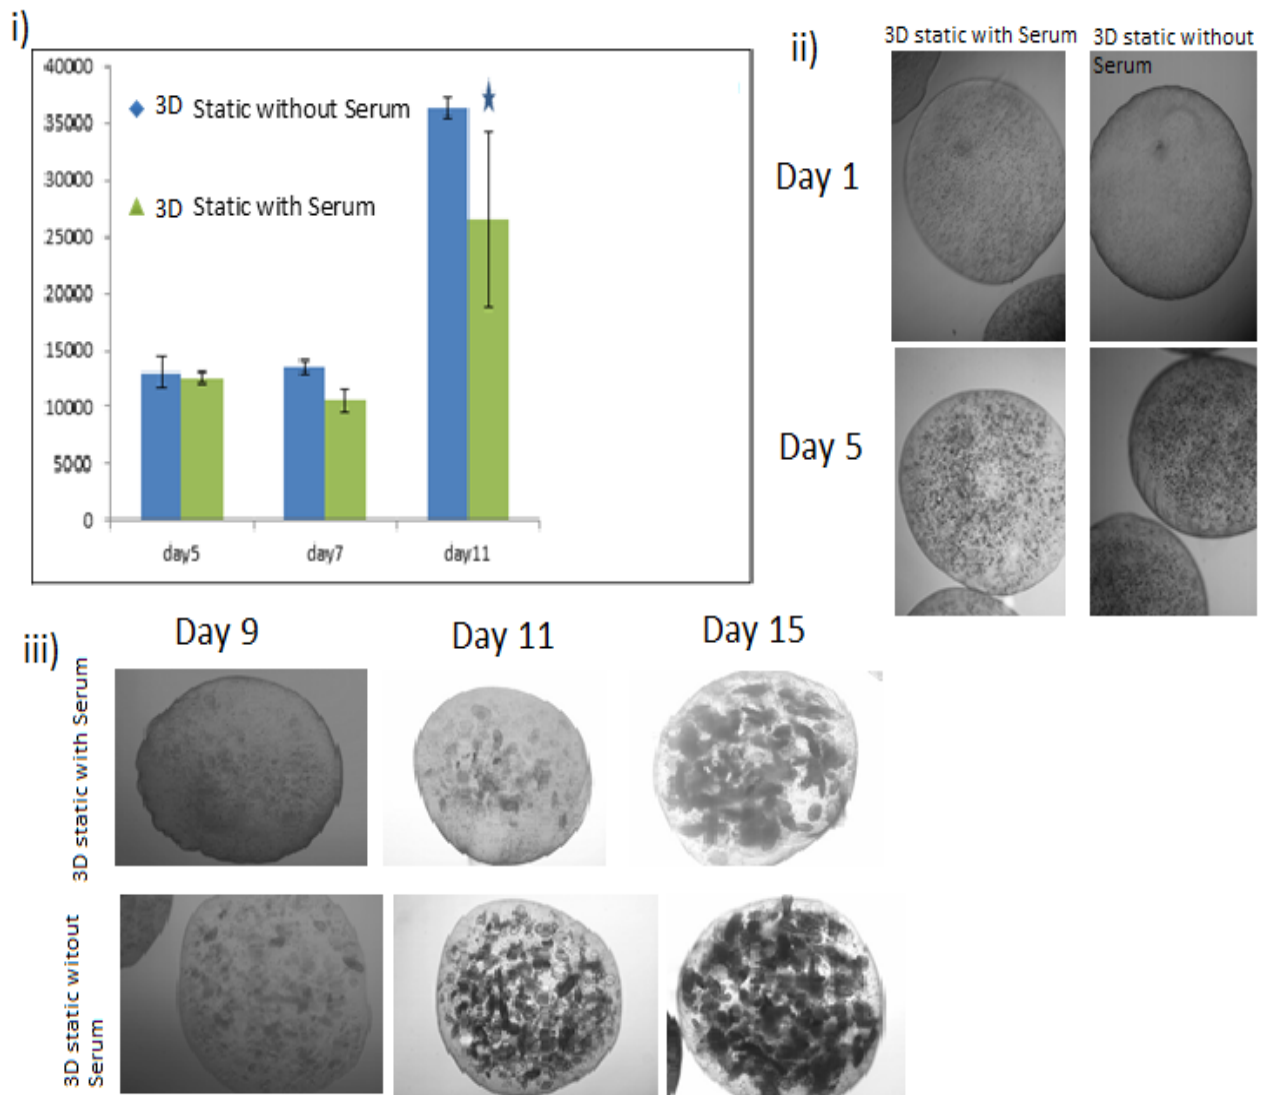 i)
40000
35000
30000
25000
20000
15000
10000
5000
0
3D Static without Serum
3D Static with Serum
day5
day7
day11
ii)
3D static with Serum
3D static without
Serum
Day 1
Day 5
iii)
Day 9
Day 11
Day 15
3D static with Serum
3D static witout
Serum